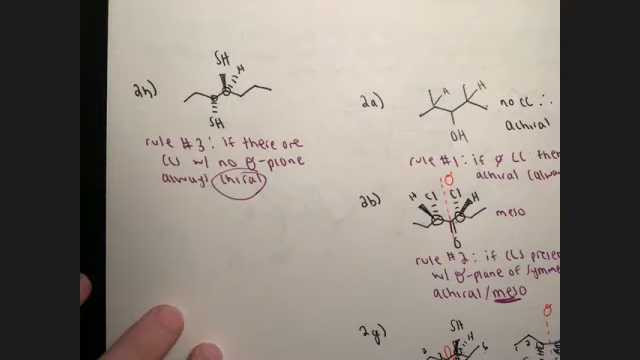 2h)
SH
H
SH
rule #3: if there are
CCs w/ no σ-plane
always chiral
2a)
H
OH
no CC ∴
achiral
rule #1: if ∅ CC then
achiral (alwa
2b)
σ
H Cl Cl H
O
meso
rule #2: if CCs prese
w/ σ-plane of symme
achiral/meso
2g)
SH
σ